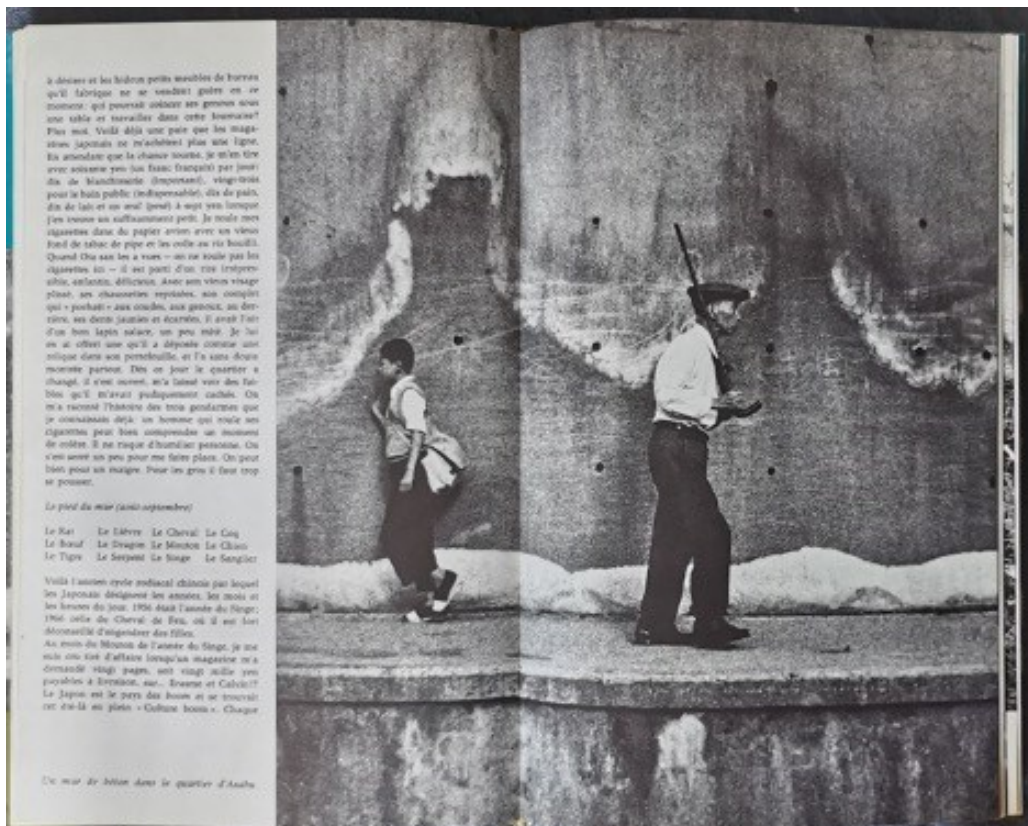 à dessiner et les hideux petits meubles de bureau
qu'il fabrique ne se vendent guère en ce
moment: qui pourrait coincer ses genoux sous
une table et travailler dans cette fournaise?
Pas moi. Voilà déjà une paie que les maga-
zines japonais ne m'achètent plus une ligne.
En attendant que la chance tourne, je m'en tire
avec soixante yen (un franc français) par jour:
dix de blanchisserie (important), vingt-trois
pour le bain public (indispensable), dix de pain,
dix de lait et un œuf (pesé) à sept yen lorsque
j'en trouve un suffisamment petit. Je roule mes
cigarettes dans du papier avion avec un vieux
fond de tabac de pipe et les colle au riz bouilli.
Quand Ota san les a vues — on ne roule pas les
cigarettes ici — il est parti d'un rire irrépres-
sible, enfantin, délicieux. Avec son vieux visage
plissé, ses chaussettes reprisées, son complet
qui « pochait » aux coudes, aux genoux, au der-
rière, ses dents jaunies et écartées, il avait l'air
d'un bon lapin salace, un peu mité. Je lui
en ai offert une qu'il a déposée comme une
relique dans son portefeuille, et l'a sans doute
montrée partout. Dès ce jour le quartier a
changé, il s'est ouvert, m'a laissé voir des fai-
bles qu'il m'avait pudiquement cachés. On
m'a raconté l'histoire des trois gendarmes que
je connaissais déjà: un homme qui roule ses
cigarettes peut bien comprendre un moment
de colère. Il ne risque d'humilier personne. On
s'est serré un peu pour me faire place. On peut
bien pour un maigre. Pour les gros il faut trop
se pousser.
Le pied du mur (août-septembre)
Le Rat Le Lièvre Le Cheval Le Coq
Le Bœuf Le Dragon Le Mouton Le Chien
Le Tigre Le Serpent Le Singe Le Sanglier
Voilà l'ancien cycle zodiacal chinois par lequel
les Japonais désignent les années, les mois et
les heures du jour. 1956 était l'année du Singe;
1966 celle du Cheval de Feu, où il est fort
déconseillé d'engendrer des filles.
Au mois du Mouton de l'année du Singe, je me
suis cru tiré d'affaire lorsqu'un magazine m'a
demandé vingt pages, soit vingt mille yen
payables à livraison, sur... Erasme et Calvin!?
Le Japon est le pays des boom et se trouvait
cet été-là en plein « Culture boom ». Chaque
Un mur de béton dans le quartier d'Azabu.